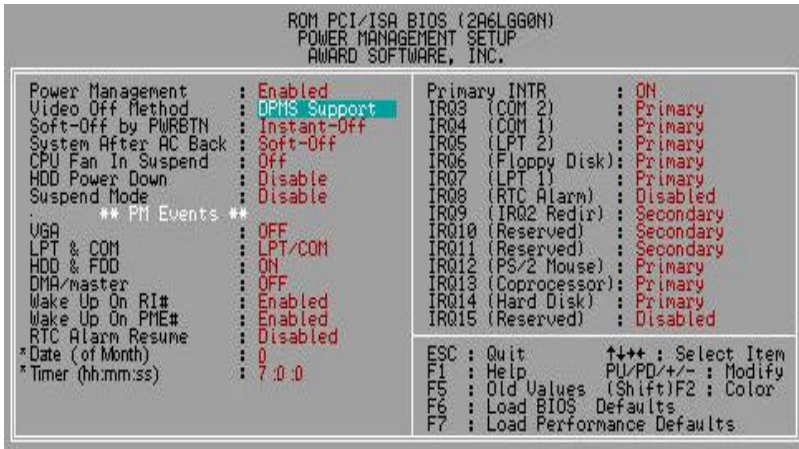 ROM PCI/ISA BIOS (2A6LGG0N)
POWER MANAGEMENT SETUP
AWARD SOFTWARE, INC.
Power Management : Enabled
Video Off Method : DPMS Support
Soft-Off by PWRBTN : Instant-Off
System After AC Back : Soft-Off
CPU Fan In Suspend : Off
HDD Power Down : Disable
Suspend Mode : Disable
. ** PM Events **
VGA : OFF
LPT & COM : LPT/COM
HDD & FDD : ON
DMA/master : OFF
Wake Up On RI# : Enabled
Wake Up On PME# : Enabled
RTC Alarm Resume : Disabled
* Date (of Month) : 0
* Timer (hh:mm:ss) : 7:0:0
Primary INTR : ON
IRQ3 (COM 2) : Primary
IRQ4 (COM 1) : Primary
IRQ5 (LPT 2) : Primary
IRQ6 (Floppy Disk): Primary
IRQ7 (LPT 1) : Primary
IRQ8 (RTC Alarm) : Disabled
IRQ9 (IRQ2 Redir) : Secondary
IRQ10 (Reserved) : Secondary
IRQ11 (Reserved) : Secondary
IRQ12 (PS/2 Mouse) : Primary
IRQ13 (Coprocessor): Primary
IRQ14 (Hard Disk) : Primary
IRQ15 (Reserved) : Disabled
ESC : Quit ↑↓→← : Select Item
F1 : Help PU/PD/+/- : Modify
F5 : Old Values (Shift)F2 : Color
F6 : Load BIOS Defaults
F7 : Load Performance Defaults